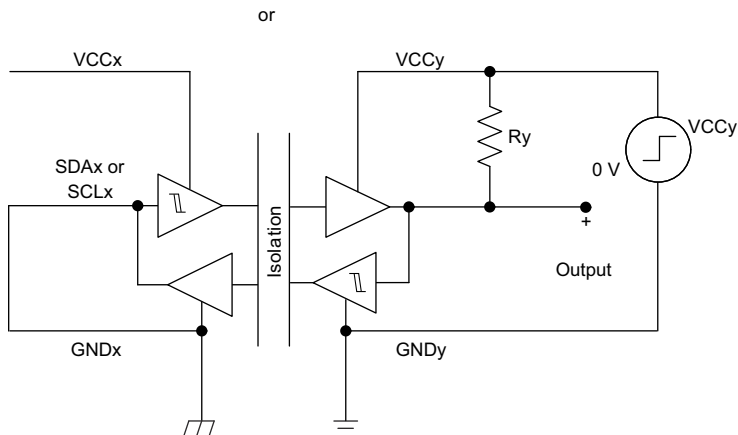 or
VCCx
VCCy
VCCy
Ry
0 V
SDAx or
SCLx
+
Isolation
Output
GNDx
GNDy